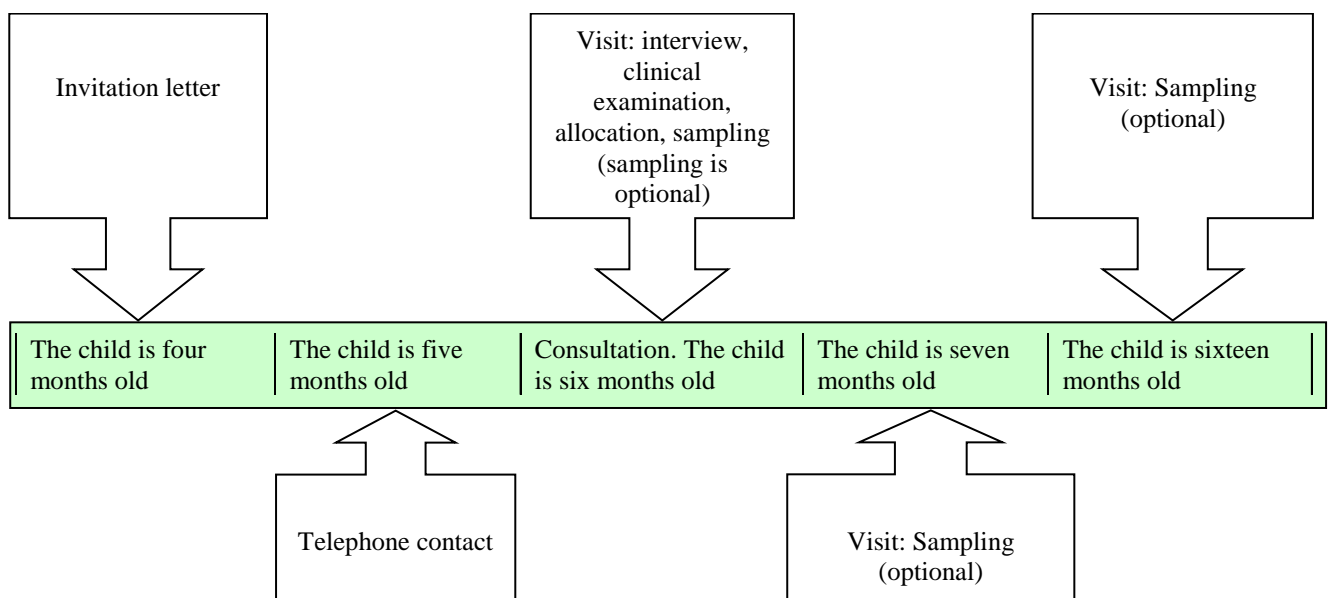 Invitation letter
Visit: interview,
clinical
examination,
allocation, sampling
(sampling is
optional)
Visit: Sampling
(optional)
The child is four
months old
The child is five
months old
Consultation. The child
is six months old
The child is seven
months old
The child is sixteen
months old
Telephone contact
Visit: Sampling
(optional)